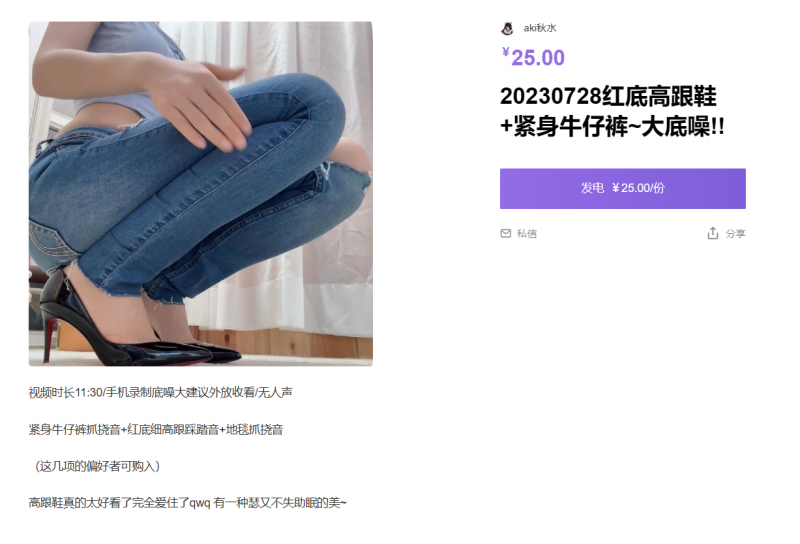 aki秋水
¥25.00
20230728红底高跟鞋
+紧身牛仔裤~大底噪!!
发电 ¥25.00/份
私信
分享
视频时长11:30/手机录制底噪大建议外放收看/无人声
紧身牛仔裤抓挠音+红底细高跟踩踏音+地毯抓挠音
（这几项的偏好者可购入）
高跟鞋真的太好看了完全爱住了qwq 有一种瑟又不失助眠的美~